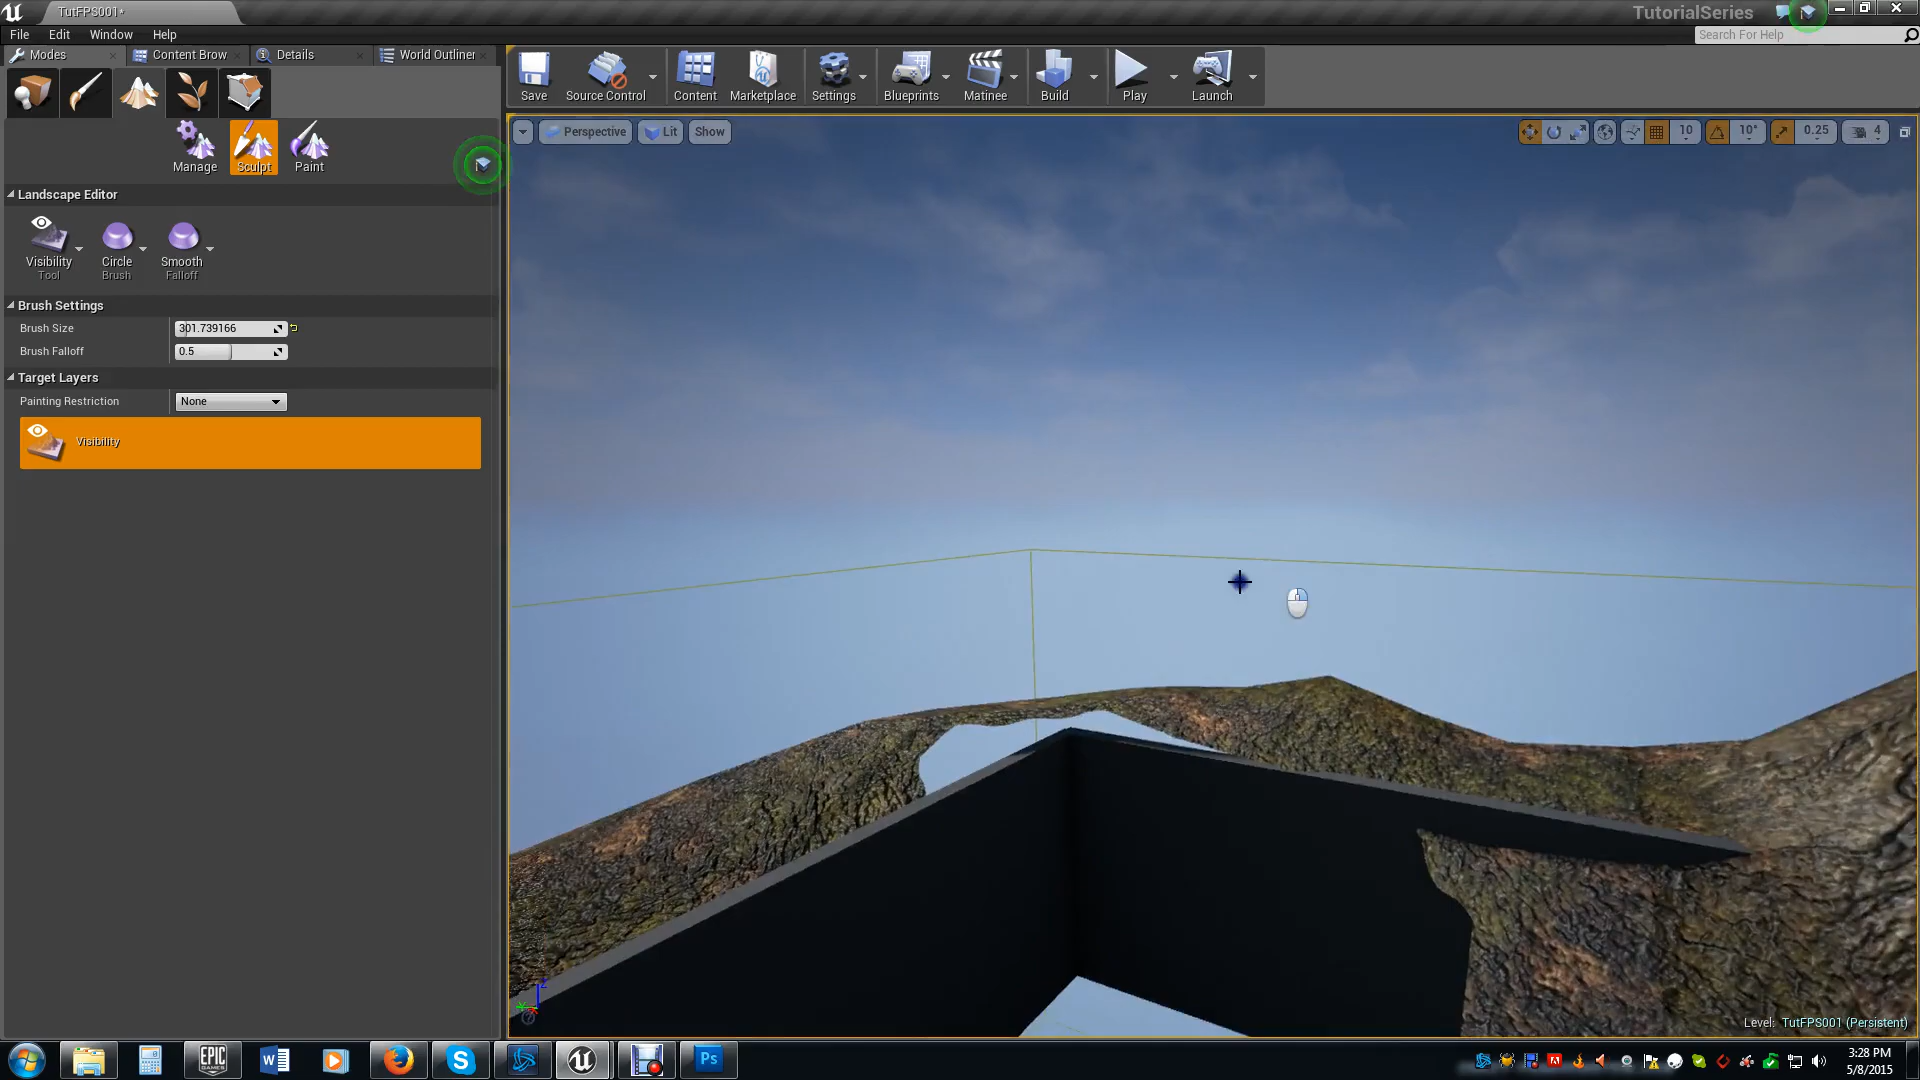 TutFPS001*
TutorialSeries
File Edit Window Help
Search For Help
Modes Content Brow Details World Outliner
Save Source Control Content Marketplace Settings Blueprints Matinee Build Play Launch
Perspective Lit Show
10 10° 0.25 4
Manage Sculpt Paint
Landscape Editor
Visibility Circle Smooth
Tool Brush Falloff
Brush Settings
Brush Size 301.739166
Brush Falloff 0.5
Target Layers
Painting Restriction None
Visibility
Level: TutFPS001 (Persistent)
EPIC GAMES
W
S
Ps
3:28 PM
5/8/2015